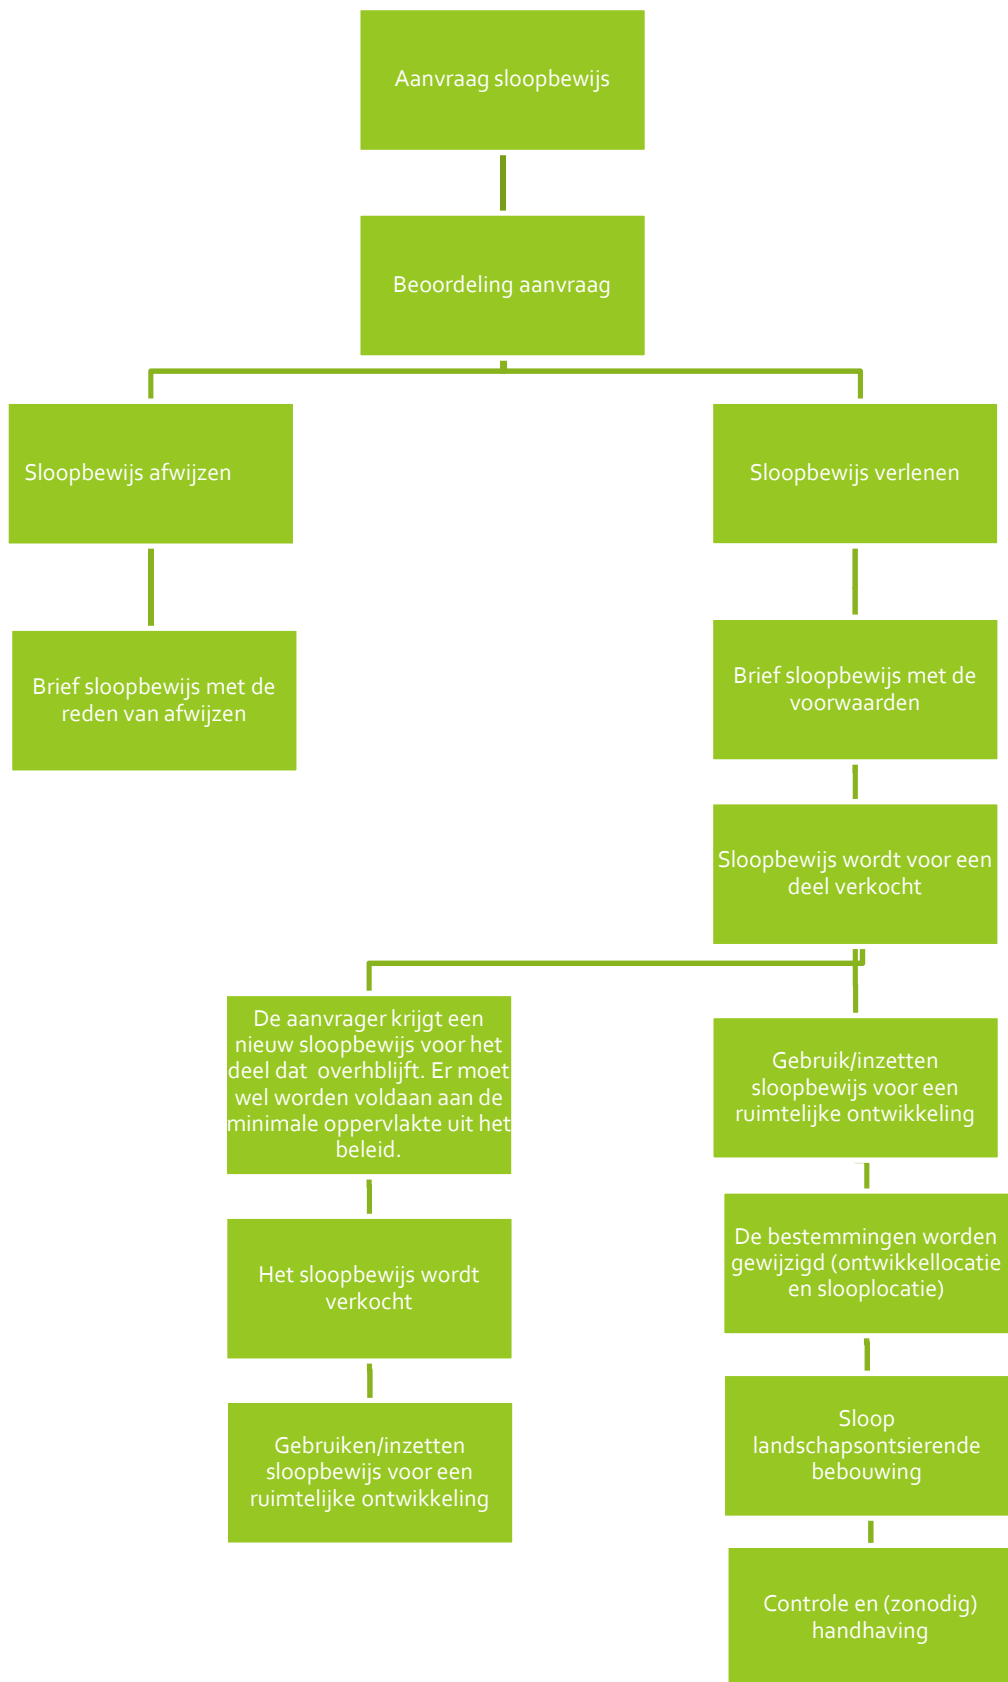 Aanvraag sloopbewijs
Beoordeling aanvraag
Sloopbewijs afwijzen
Sloopbewijs verlenen
Brief sloopbewijs met de
reden van afwijzen
Brief sloopbewijs met de
voorwaarden
Sloopbewijs wordt voor een
deel verkocht
De aanvrager krijgt een
nieuw sloopbewijs voor het
deel dat overhblijft. Er moet
wel worden voldaan aan de
minimale oppervlakte uit het
beleid.
Gebruik/inzetten
sloopbewijs voor een
ruimtelijke ontwikkeling
Het sloopbewijs wordt
verkocht
De bestemmingen worden
gewijzigd (ontwikkellocatie
en slooplocatie)
Gebruiken/inzetten
sloopbewijs voor een
ruimtelijke ontwikkeling
Sloop
landschapsontsierende
bebouwing
Controle en (zonodig)
handhaving